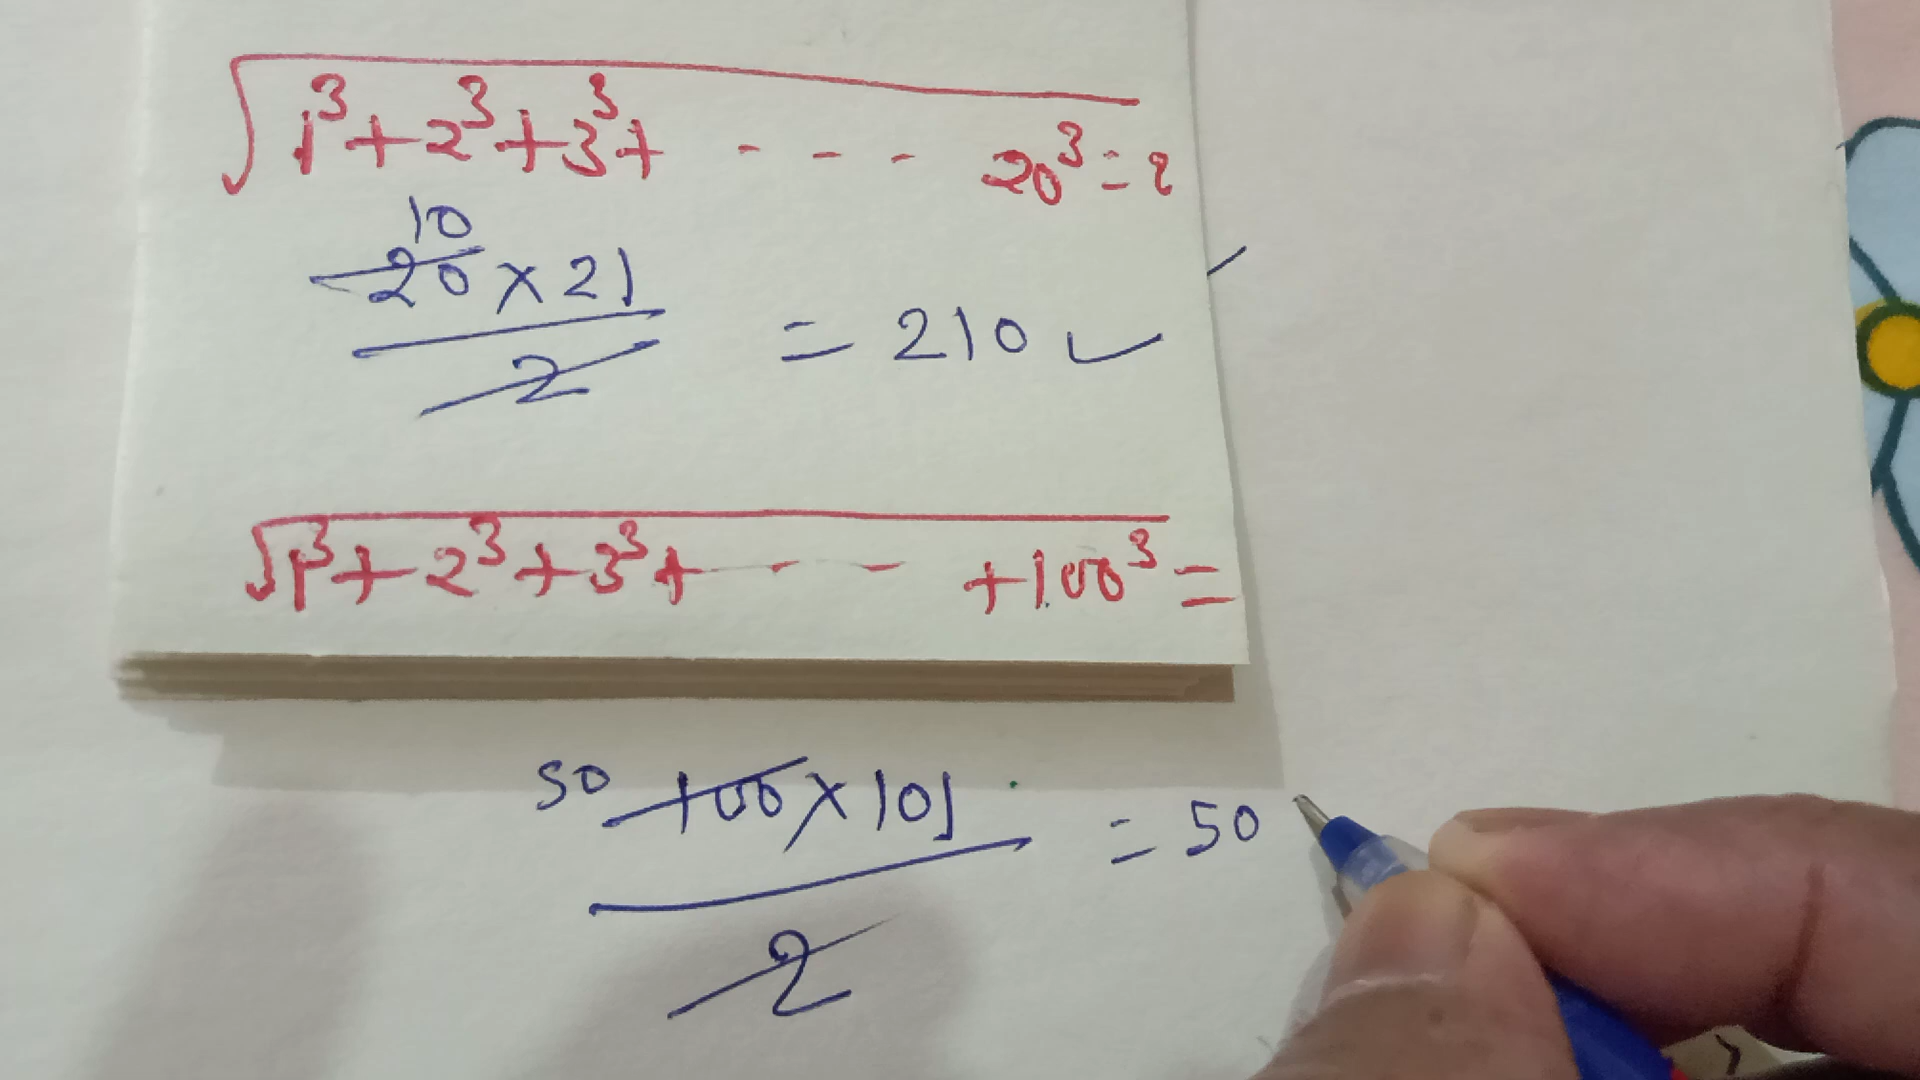 √1³+2³+3³+ - - - 20³=?
10
20×21
= 210 ✓
2
√1³+2³+3³+ - - - +100³ =
50 100×101
= 50
2